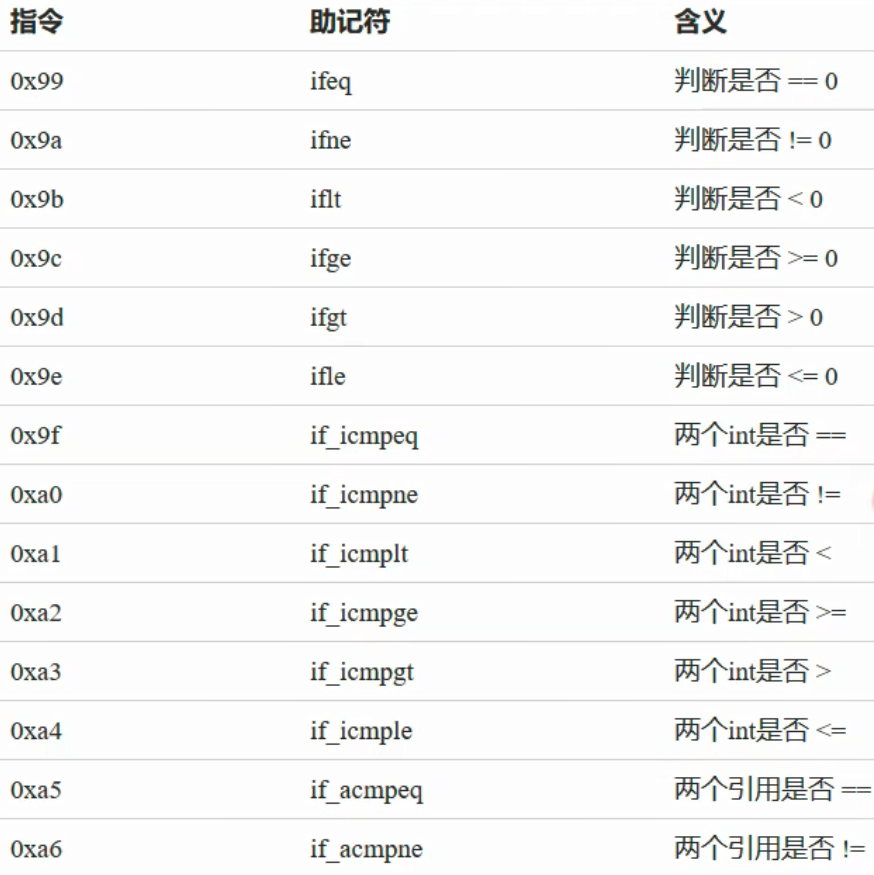 指令 助记符 含义
0x99 ifeq 判断是否 == 0
0x9a ifne 判断是否 != 0
0x9b iflt 判断是否 < 0
0x9c ifge 判断是否 >= 0
0x9d ifgt 判断是否 > 0
0x9e ifle 判断是否 <= 0
0x9f if_icmpeq 两个int是否 ==
0xa0 if_icmpne 两个int是否 !=
0xa1 if_icmplt 两个int是否 <
0xa2 if_icmpge 两个int是否 >=
0xa3 if_icmpgt 两个int是否 >
0xa4 if_icmple 两个int是否 <=
0xa5 if_acmpeq 两个引用是否 ==
0xa6 if_acmpne 两个引用是否 !=